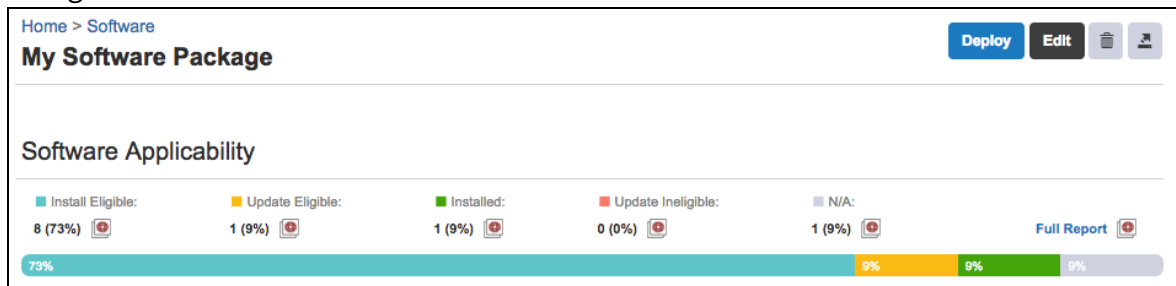 Home > Software
My Software Package
Deploy Edit
Software Applicability
Install Eligible: Update Eligible: Installed: Update Ineligible: N/A:
8 (73%) 1 (9%) 1 (9%) 0 (0%) 1 (9%) Full Report
73% 9% 9% 9%